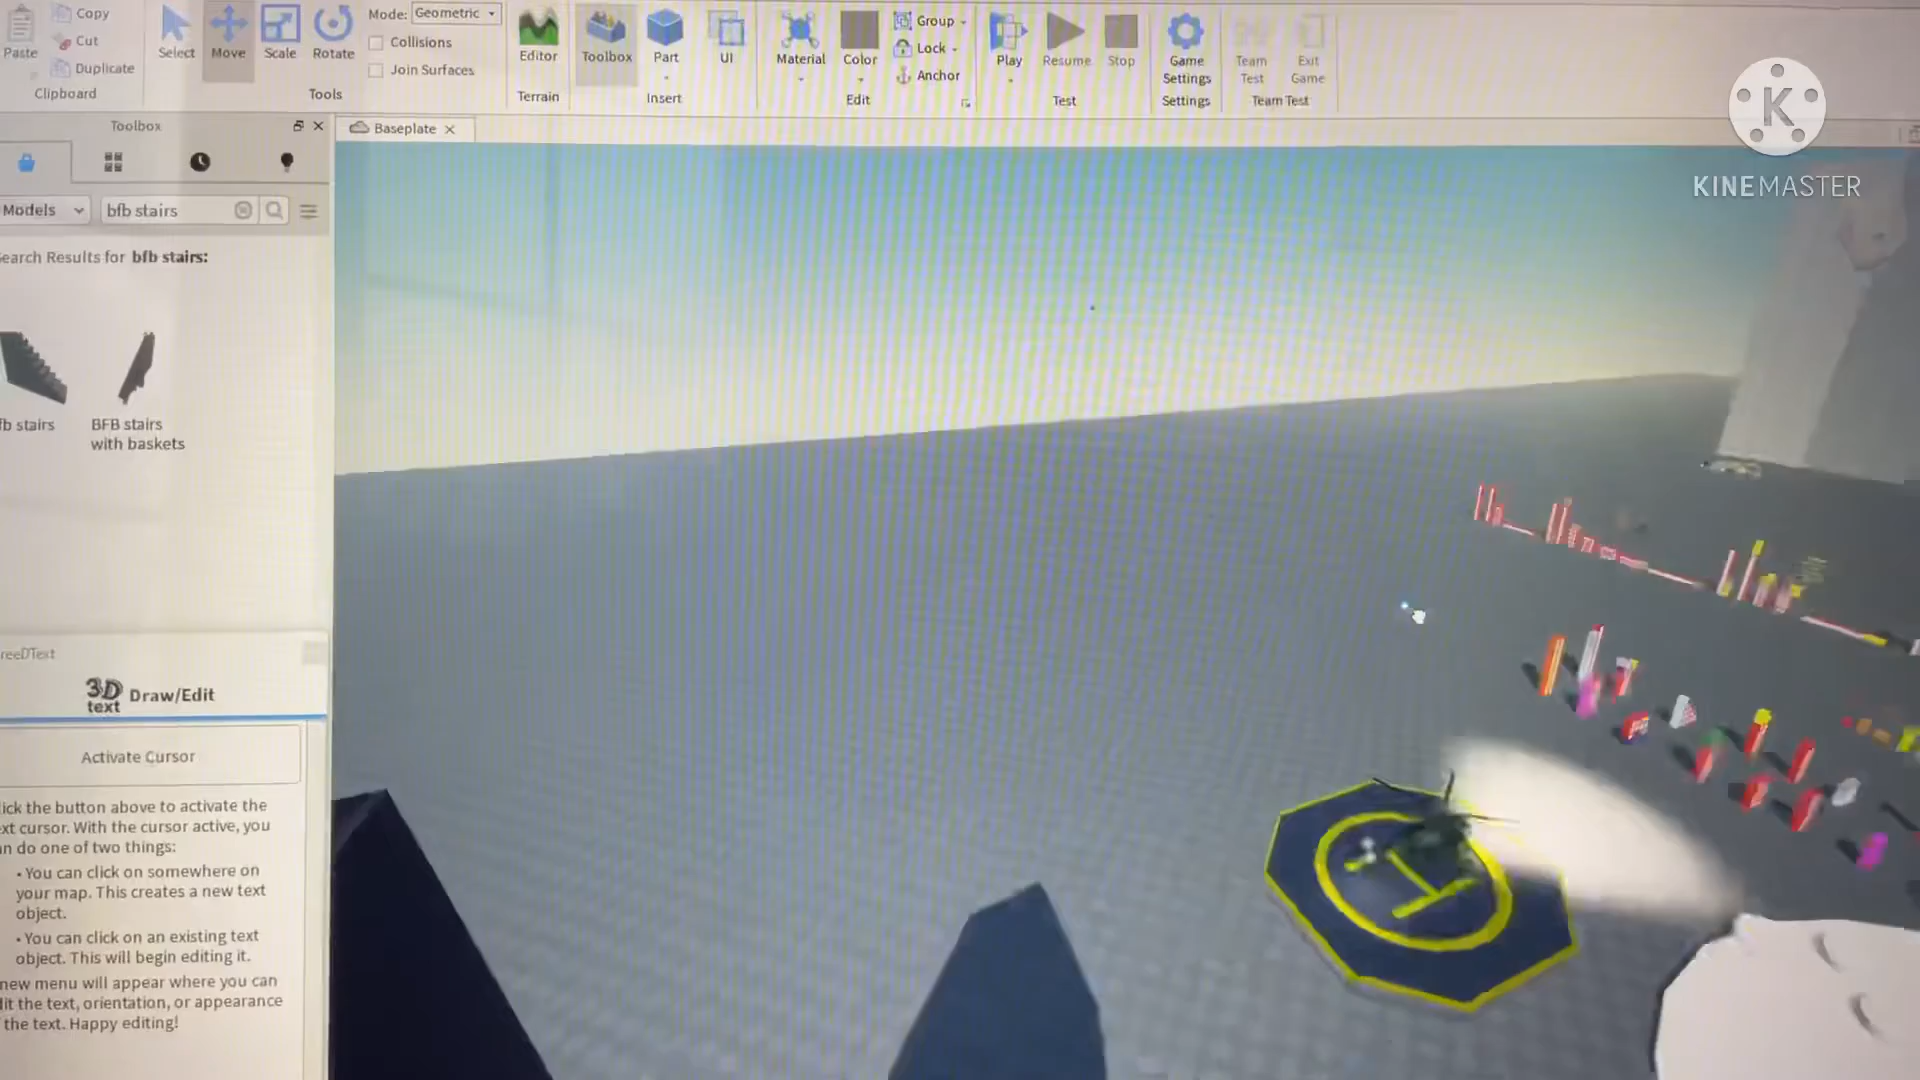 Copy
Cut
Paste
Duplicate
Clipboard
Select
Move
Scale
Rotate
Mode: Geometric
Collisions
Join Surfaces
Tools
Editor
Terrain
Toolbox
Part
UI
Insert
Material
Color
Group
Lock
Anchor
Edit
Play
Resume
Stop
Test
Game
Settings
Settings
Team
Test
Exit
Game
Team Test
K
KINEMASTER
Toolbox
Baseplate
Models
bfb stairs
earch Results for bfb stairs:
fb stairs
BFB stairs
with baskets
reeDText
3D
text
Draw/Edit
Activate Cursor
ick the button above to activate the
xt cursor. With the cursor active, you
n do one of two things:
• You can click on somewhere on
your map. This creates a new text
object.
• You can click on an existing text
object. This will begin editing it.
new menu will appear where you can
lit the text, orientation, or appearance
the text. Happy editing!
H